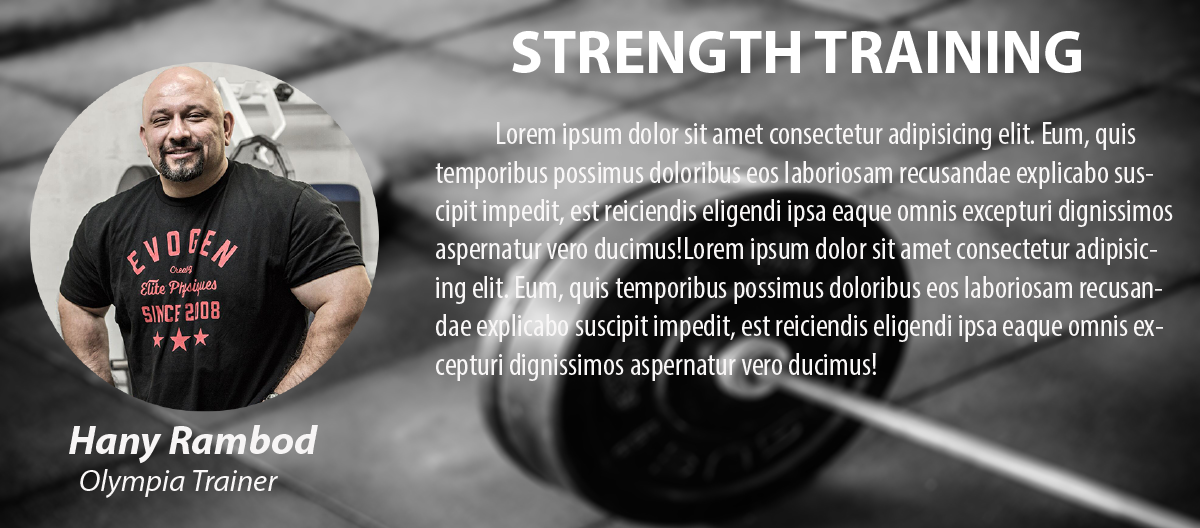 STRENGTH TRAINING
Lorem ipsum dolor sit amet consectetur adipisicing elit. Eum, quis
temporibus possimus doloribus eos laboriosam recusandae explicabo sus-
cipit impedit, est reiciendis eligendi ipsa eaque omnis excepturi dignissimos
aspernatur vero ducimus!Lorem ipsum dolor sit amet consectetur adipisic-
ing elit. Eum, quis temporibus possimus doloribus eos laboriosam recusan-
dae explicabo suscipit impedit, est reiciendis eligendi ipsa eaque omnis ex-
cepturi dignissimos aspernatur vero ducimus!
EVOGEN
Elite Physiques
SINCE 2008
Hany Rambod
Olympia Trainer